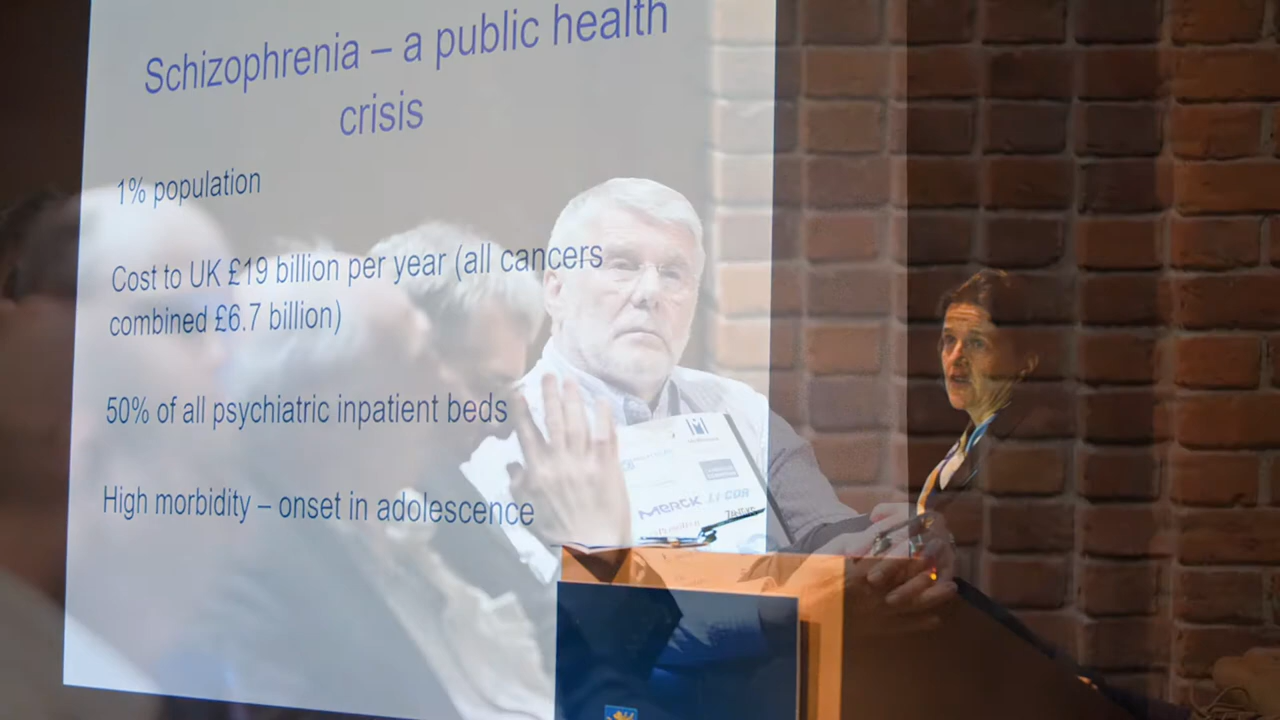 Schizophrenia – a public health
crisis
1% population
Cost to UK £19 billion per year (all cancers
combined £6.7 billion)
50% of all psychiatric inpatient beds
High morbidity – onset in adolescence
MERCK